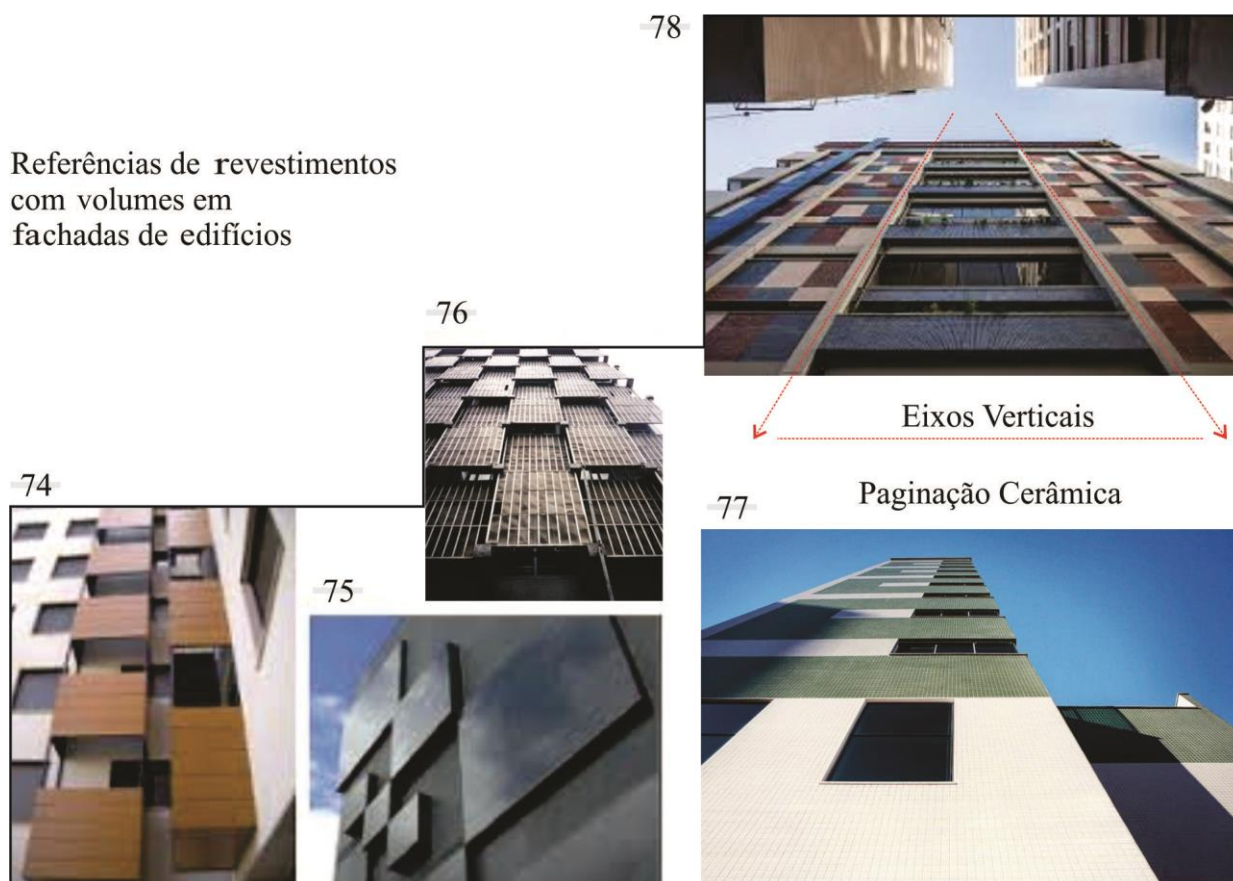 78
Referências de revestimentos
com volumes em
fachadas de edifícios
76
Eixos Verticais
74
Paginação Cerâmica
77
75